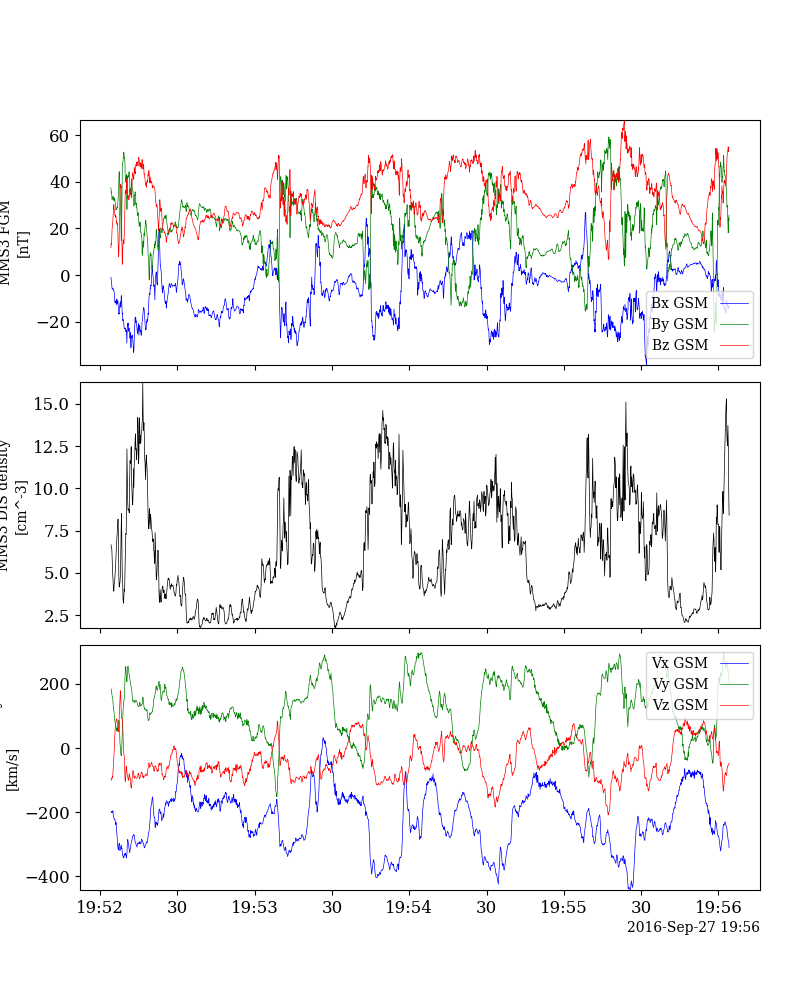 60
40
20
0
−20
MMS3 FGM
[nT]
Bx GSM
By GSM
Bz GSM
15.0
12.5
10.0
7.5
5.0
2.5
MMS3 DIS density
[cm^-3]
200
0
−200
−400
[km/s]
Vx GSM
Vy GSM
Vz GSM
19:52 30 19:53 30 19:54 30 19:55 30 19:56
2016-Sep-27 19:56